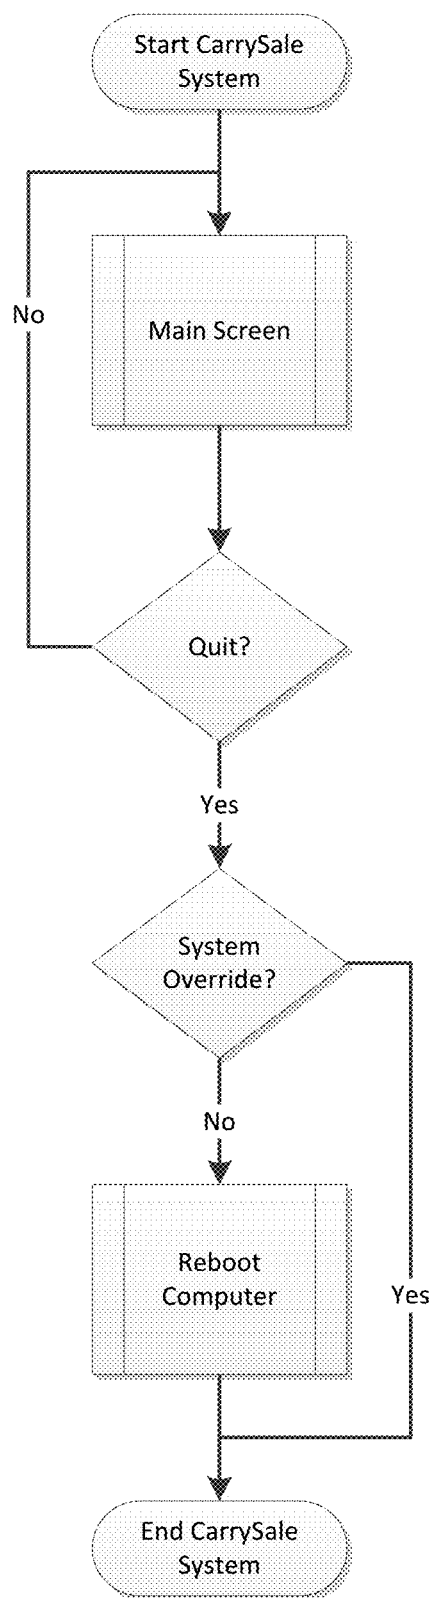 Start CarrySale
System
No
Main Screen
Quit?
Yes
System
Override?
No
Reboot
Computer
Yes
End CarrySale
System